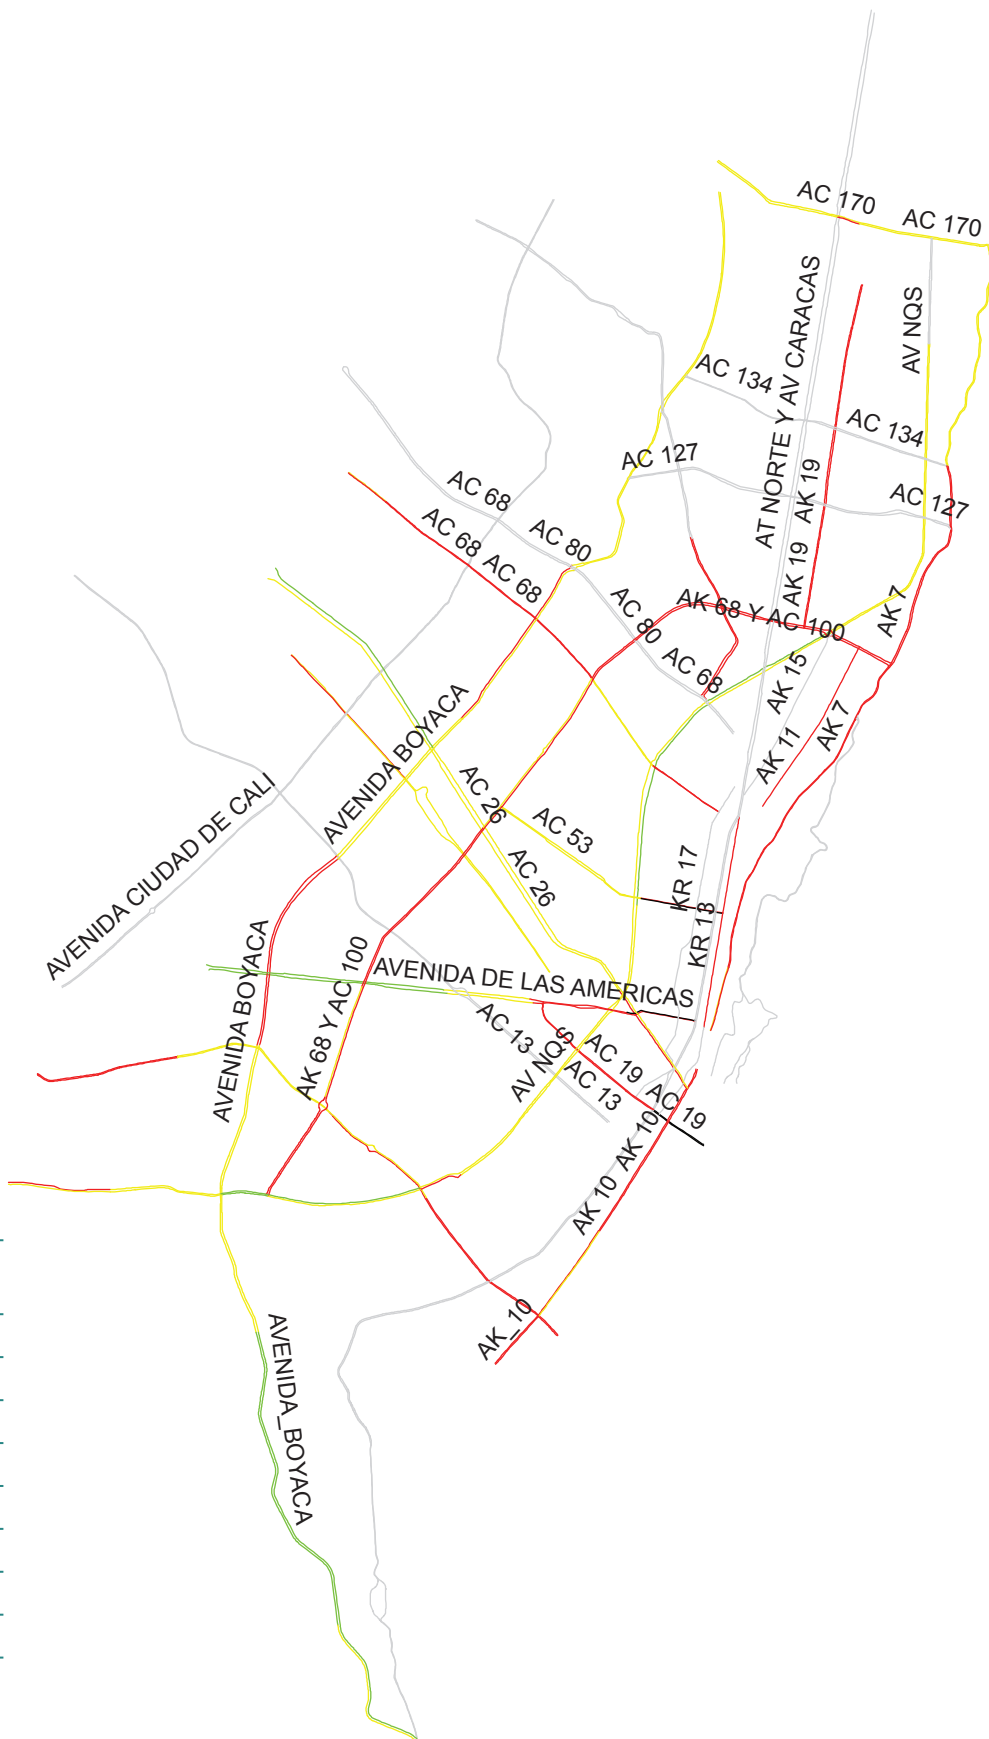 AC 170
AC 170
AT NORTE Y AV CARACAS
AV NQS
AC 134
AC 134
AC 127
AK 19
AC 127
AC 68
AC 80
AC 68
AC 68
AK 19
AK 7
AC 80
AK 68 Y AC 100
AC 68
AK 15
AK 7
AVENIDA BOYACA
AK 11
AVENIDA CIUDAD DE CALI
AC 26
AC 53
AC 26
KR 17
KR 13
AVENIDA BOYACA
AK 68 Y AC 100
AVENIDA DE LAS AMERICAS
AC 13
AV NQS
AC 19
AC 13
AC 19
AK 10
AK 10
AK_10
AVENIDA_BOYACA